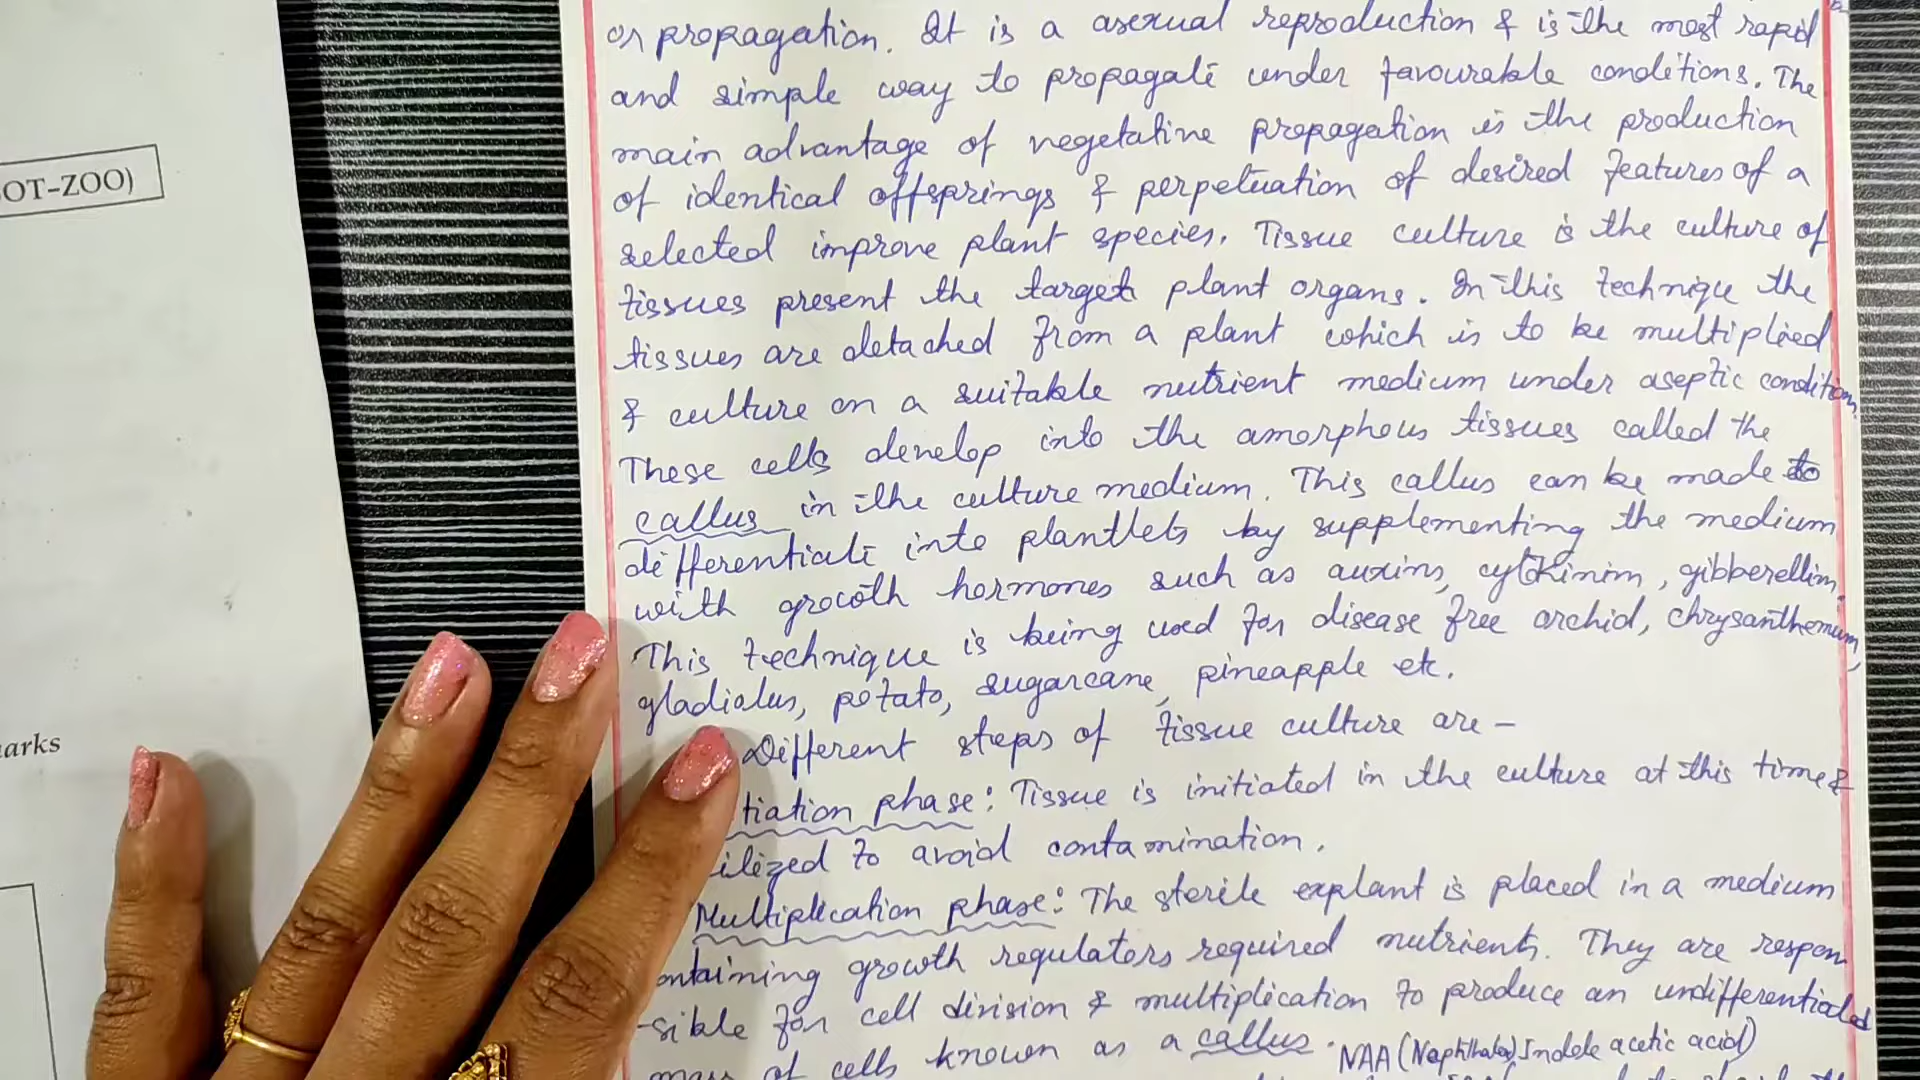 OT-ZOO)
arks
or propagation. It is a asexual reproduction & is the most rapid
and simple way to propagate under favourable conditions. The
main advantage of vegetative propagation is the production
of identical offsprings & perpetuation of desired features of a
selected improve plant species. Tissue culture is the culture of
tissues present the target plant organs. In this technique the
tissues are detached from a plant which is to be multiplied
& culture on a suitable nutrient medium under aseptic condition.
These cells develop into the amorphous tissues called the
callus in the culture medium. This callus can be made to
differentiate into plantlets by supplementing the medium
with growth hormones such as auxins, cytokinin, gibberellin.
This technique is being used for disease free orchid, chrysanthemum,
gladiolus, potato, sugarcane, pineapple etc.
Different steps of tissue culture are –
tiation phase: Tissue is initiated in the culture at this time &
ilized to avoid contamination.
Multiplication phase: The sterile explant is placed in a medium
ontaining growth regulators required nutrients. They are respon
-sible for cell division & multiplication to produce an undifferentiated
mass of cells known as a callus.
NAA ( Indole acetic acid)